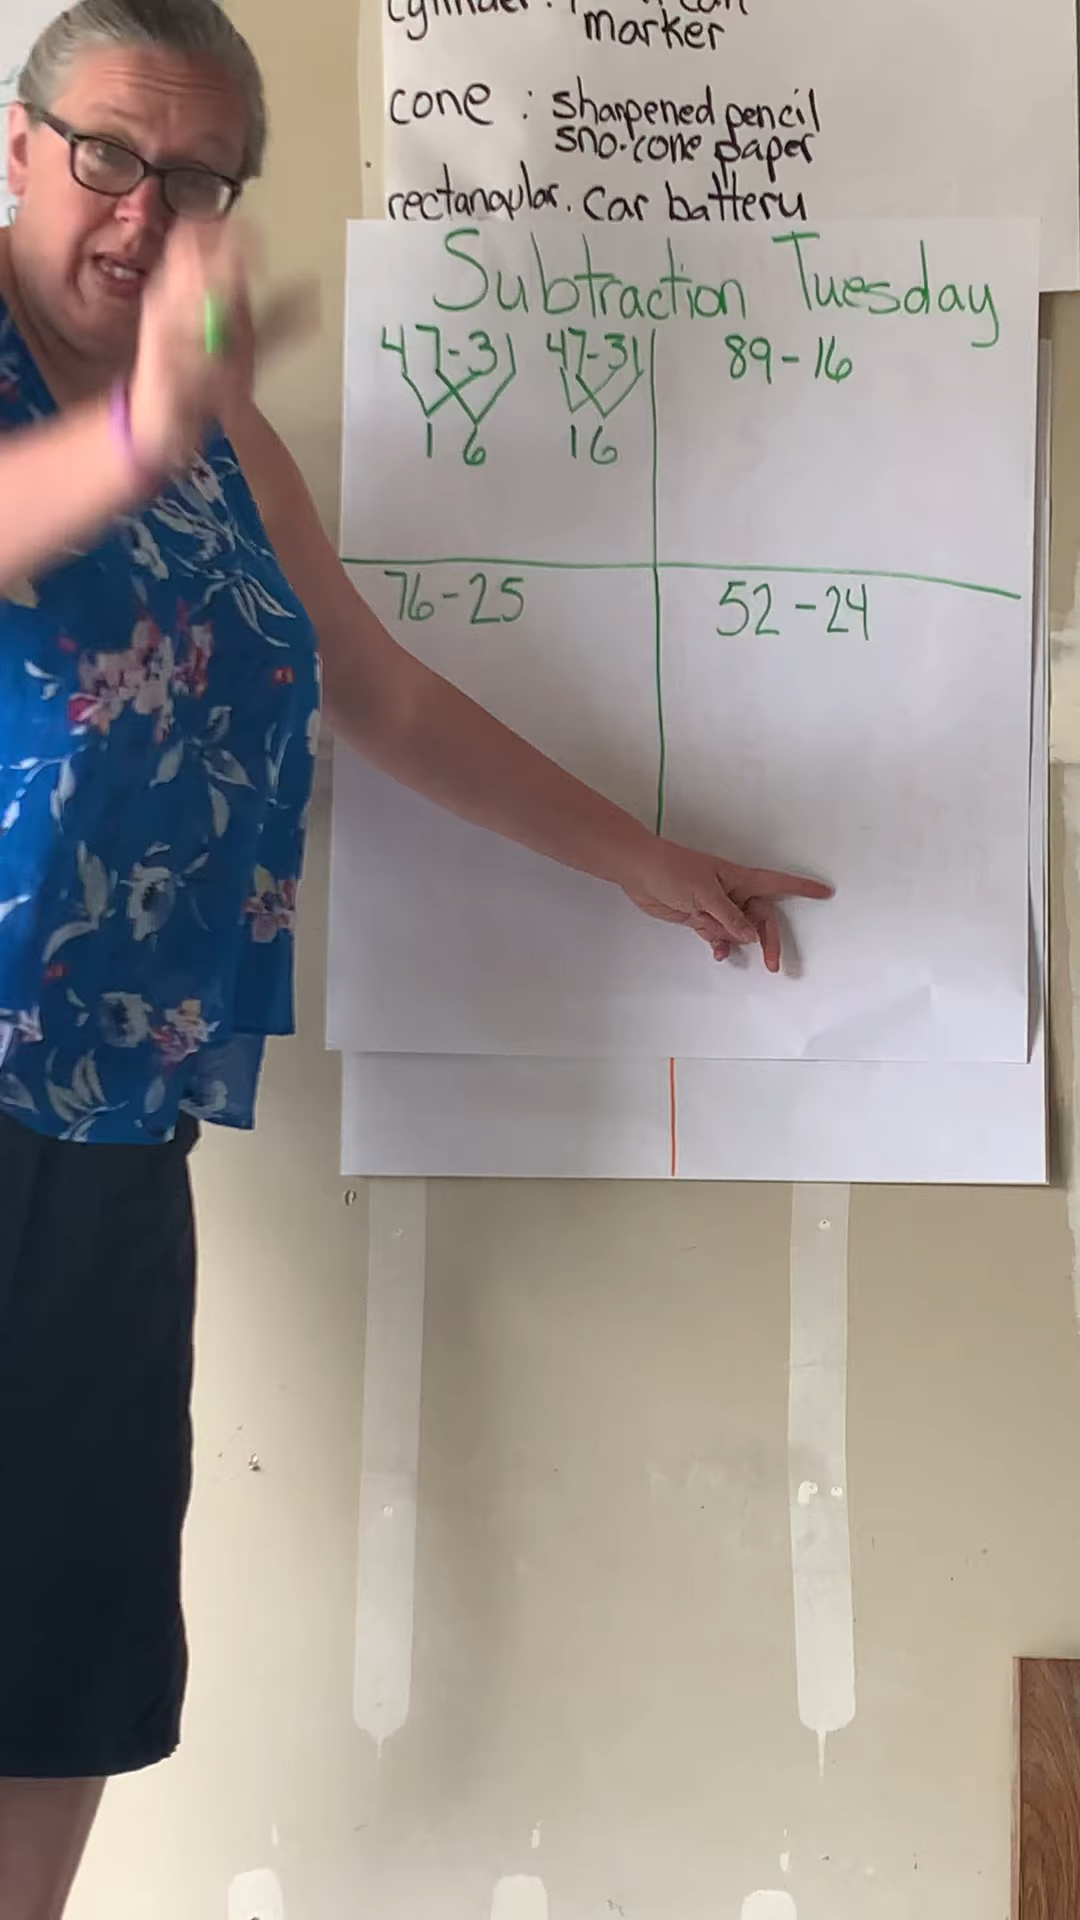 marker
cone : sharpened pencil
sno-cone paper
rectangular. car battery
Subtraction Tuesday
47-31 47-31
16 16
89-16
76-25
52-24